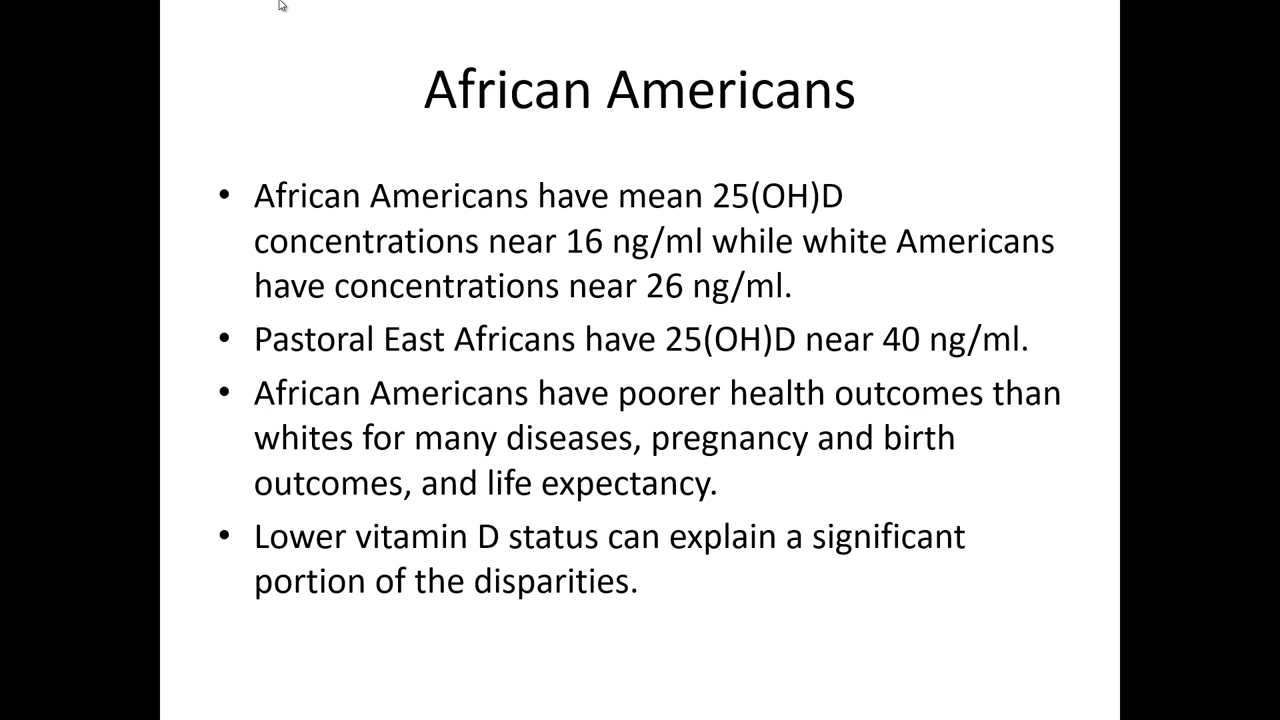 African Americans
• African Americans have mean 25(OH)D
concentrations near 16 ng/ml while white Americans
have concentrations near 26 ng/ml.
• Pastoral East Africans have 25(OH)D near 40 ng/ml.
• African Americans have poorer health outcomes than
whites for many diseases, pregnancy and birth
outcomes, and life expectancy.
• Lower vitamin D status can explain a significant
portion of the disparities.